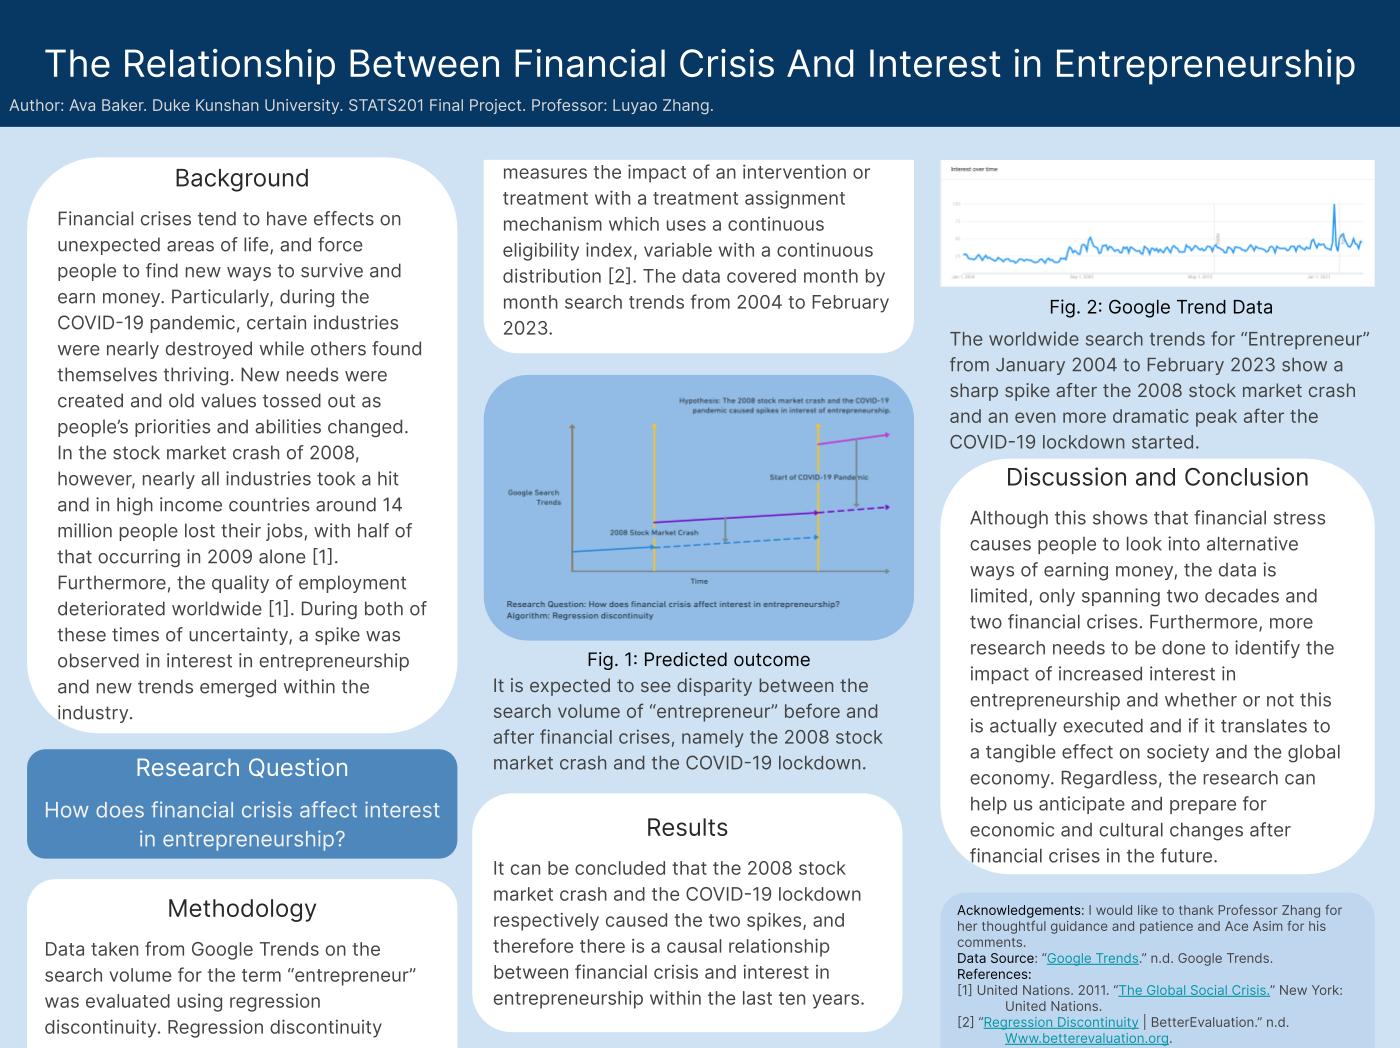 The Relationship Between Financial Crisis And Interest in Entrepreneurship
Author: Ava Baker. Duke Kunshan University. STATS201 Final Project. Professor: Luyao Zhang.
Background
Financial crises tend to have effects on
unexpected areas of life, and force
people to find new ways to survive and
earn money. Particularly, during the
COVID-19 pandemic, certain industries
were nearly destroyed while others found
themselves thriving. New needs were
created and old values tossed out as
people’s priorities and abilities changed.
In the stock market crash of 2008,
however, nearly all industries took a hit
and in high income countries around 14
million people lost their jobs, with half of
that occurring in 2009 alone [1].
Furthermore, the quality of employment
deteriorated worldwide [1]. During both of
these times of uncertainty, a spike was
observed in interest in entrepreneurship
and new trends emerged within the
industry.
Research Question
How does financial crisis affect interest
in entrepreneurship?
Methodology
Data taken from Google Trends on the
search volume for the term “entrepreneur”
was evaluated using regression
discontinuity. Regression discontinuity
measures the impact of an intervention or
treatment with a treatment assignment
mechanism which uses a continuous
eligibility index, variable with a continuous
distribution [2]. The data covered month by
month search trends from 2004 to February
2023.
Hypothesis: The 2008 stock market crash and the COVID-19
pandemic caused spikes in interest of entrepreneurship.
Start of COVID-19 Pandemic
Google Search
Trends
2008 Stock Market Crash
Time
Research Question: How does financial crisis affect interest in entrepreneurship?
Algorithm: Regression discontinuity
Fig. 1: Predicted outcome
It is expected to see disparity between the
search volume of “entrepreneur” before and
after financial crises, namely the 2008 stock
market crash and the COVID-19 lockdown.
Results
It can be concluded that the 2008 stock
market crash and the COVID-19 lockdown
respectively caused the two spikes, and
therefore there is a causal relationship
between financial crisis and interest in
entrepreneurship within the last ten years.
Interest over time
Fig. 2: Google Trend Data
The worldwide search trends for “Entrepreneur”
from January 2004 to February 2023 show a
sharp spike after the 2008 stock market crash
and an even more dramatic peak after the
COVID-19 lockdown started.
Discussion and Conclusion
Although this shows that financial stress
causes people to look into alternative
ways of earning money, the data is
limited, only spanning two decades and
two financial crises. Furthermore, more
research needs to be done to identify the
impact of increased interest in
entrepreneurship and whether or not this
is actually executed and if it translates to
a tangible effect on society and the global
economy. Regardless, the research can
help us anticipate and prepare for
economic and cultural changes after
financial crises in the future.
Acknowledgements: I would like to thank Professor Zhang for
her thoughtful guidance and patience and Ace Asim for his
comments.
Data Source: “Google Trends.” n.d. Google Trends.
References:
[1] United Nations. 2011. “The Global Social Crisis.” New York:
United Nations.
[2] “Regression Discontinuity | BetterEvaluation.” n.d.
Www.betterevaluation.org.